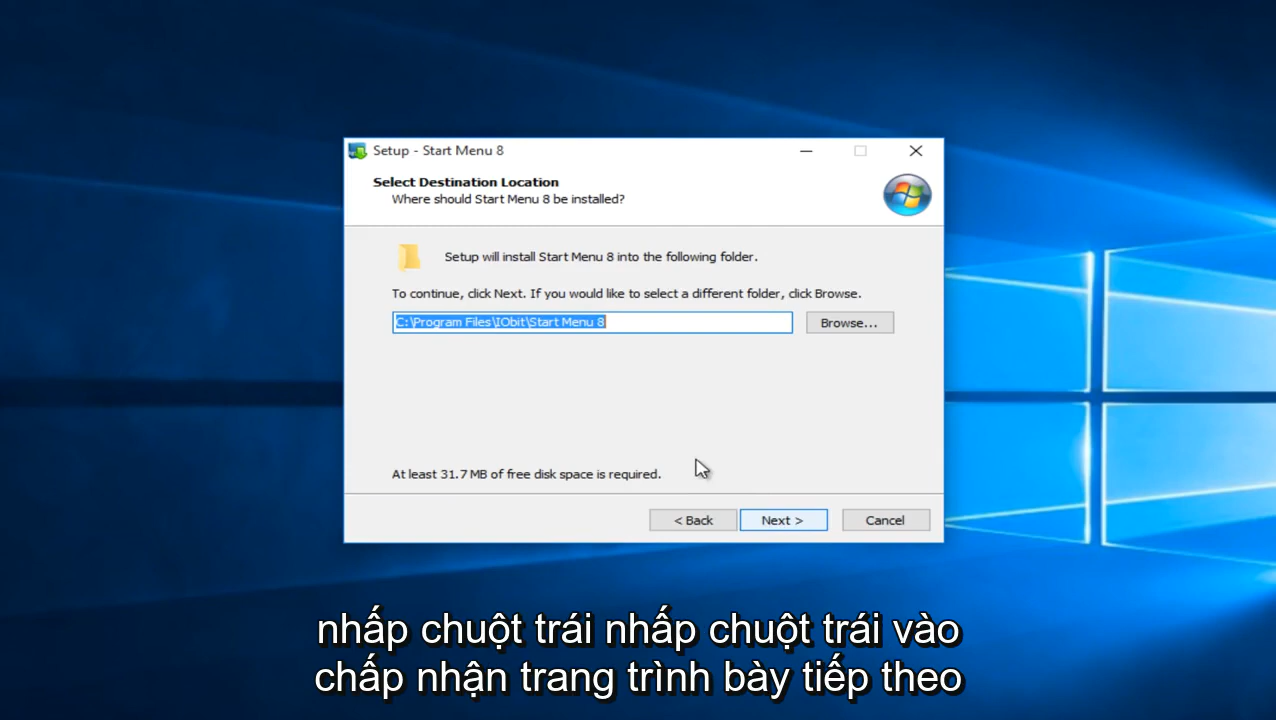 Setup - Start Menu 8
Select Destination Location
Where should Start Menu 8 be installed?
Setup will install Start Menu 8 into the following folder.
To continue, click Next. If you would like to select a different folder, click Browse.
C:\Program Files\IObit\Start Menu 8
Browse...
At least 31.7 MB of free disk space is required.
< Back
Next >
Cancel
nhấp chuột trái nhấp chuột trái vào
chấp nhận trang trình bày tiếp theo